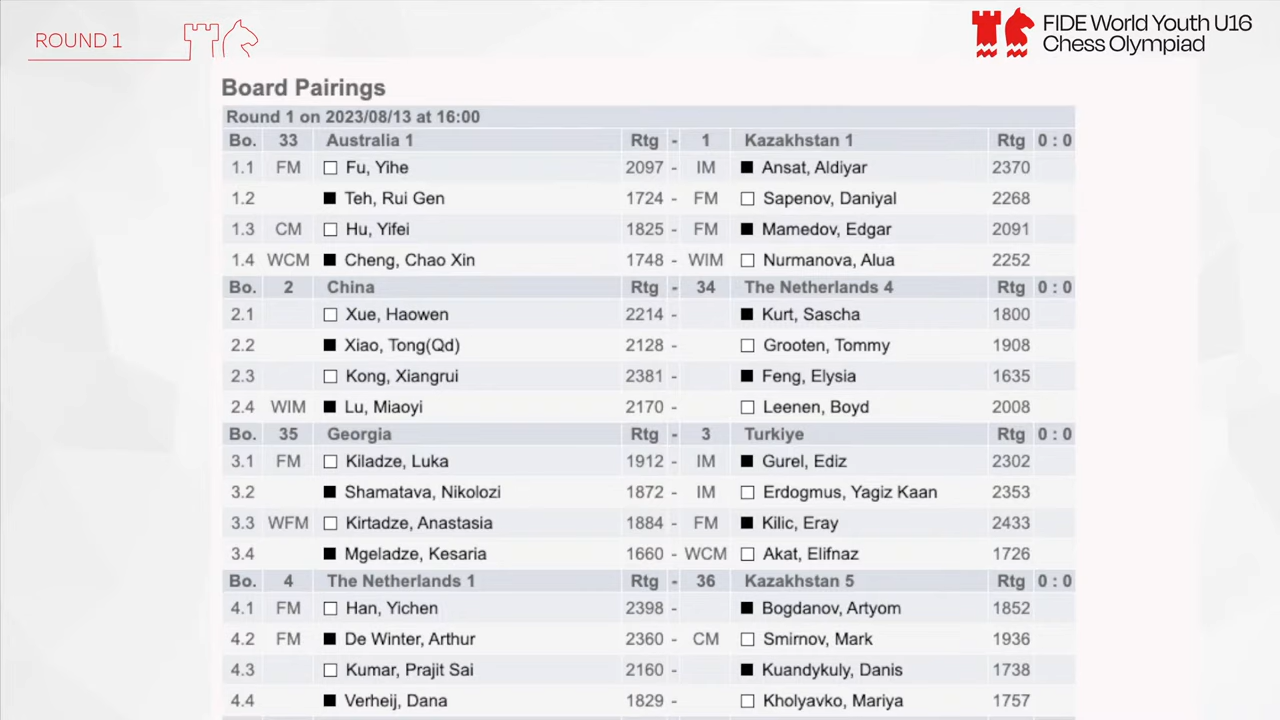 ROUND 1
FIDE World Youth U16
Chess Olympiad
Board Pairings
Round 1 on 2023/08/13 at 16:00
Bo. 33 Australia 1 Rtg - 1 Kazakhstan 1 Rtg 0 : 0
1.1 FM Fu, Yihe 2097 - IM Ansat, Aldiyar 2370
1.2 Teh, Rui Gen 1724 - FM Sapenov, Daniyal 2268
1.3 CM Hu, Yifei 1825 - FM Mamedov, Edgar 2091
1.4 WCM Cheng, Chao Xin 1748 - WIM Nurmanova, Alua 2252
Bo. 2 China Rtg - 34 The Netherlands 4 Rtg 0 : 0
2.1 Xue, Haowen 2214 - Kurt, Sascha 1800
2.2 Xiao, Tong(Qd) 2128 - Grooten, Tommy 1908
2.3 Kong, Xiangrui 2381 - Feng, Elysia 1635
2.4 WIM Lu, Miaoyi 2170 - Leenen, Boyd 2008
Bo. 35 Georgia Rtg - 3 Turkiye Rtg 0 : 0
3.1 FM Kiladze, Luka 1912 - IM Gurel, Ediz 2302
3.2 Shamatava, Nikolozi 1872 - IM Erdogmus, Yagiz Kaan 2353
3.3 WFM Kirtadze, Anastasia 1884 - FM Kilic, Eray 2433
3.4 Mgeladze, Kesaria 1660 - WCM Akat, Elifnaz 1726
Bo. 4 The Netherlands 1 Rtg - 36 Kazakhstan 5 Rtg 0 : 0
4.1 FM Han, Yichen 2398 - Bogdanov, Artyom 1852
4.2 FM De Winter, Arthur 2360 - CM Smirnov, Mark 1936
4.3 Kumar, Prajit Sai 2160 - Kuandykuly, Danis 1738
4.4 Verheij, Dana 1829 - Kholyavko, Mariya 1757